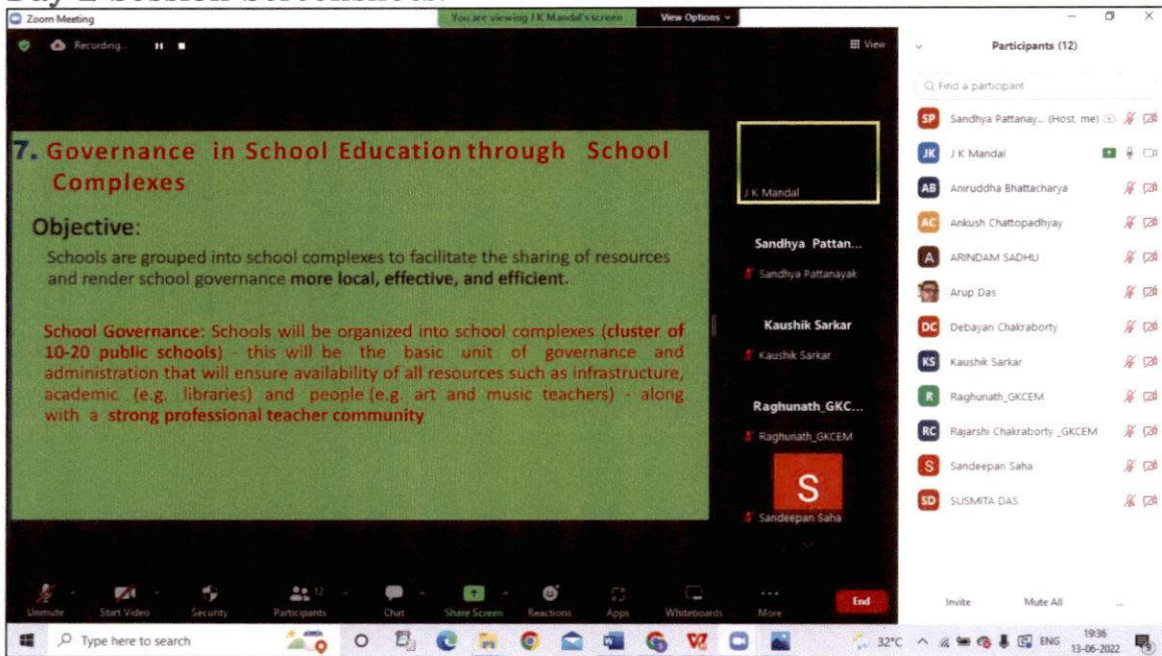 Day 2 Session Screenshots:
Zoom Meeting
You are viewing J K Mandal's screen
View Options
Recording...
View
7. Governance in School Education through School
Complexes
Objective:
Schools are grouped into school complexes to facilitate the sharing of resources
and render school governance more local, effective, and efficient.
School Governance: Schools will be organized into school complexes (cluster of
10-20 public schools) - this will be the basic unit of governance and
administration that will ensure availability of all resources such as infrastructure,
academic (e.g. libraries) and people (e.g. art and music teachers) - along
with a strong professional teacher community
J K Mandal
Sandhya Pattan...
Sandhya Pattanayak
Kaushik Sarkar
Kaushik Sarkar
Raghunath_GKC...
Raghunath_GKCEM
S
Sandeepan Saha
Participants (12)
Find a participant
SP Sandhya Pattanay... (Host, me)
JK J K Mandal
AB Aniruddha Bhattacharya
AC Ankush Chattopadhyay
A ARINDAM SADHU
Arup Das
DC Debayan Chakraborty
KS Kaushik Sarkar
R Raghunath_GKCEM
RC Rajarshi Chakraborty _GKCEM
S Sandeepan Saha
SD SUSMITA DAS
Unmute
Start Video
Security
12
Participants
Chat
Share Screen
Reactions
Apps
Whiteboards
More
End
Invite
Mute All
...
Type here to search
32°C
ENG
19:36
13-06-2022